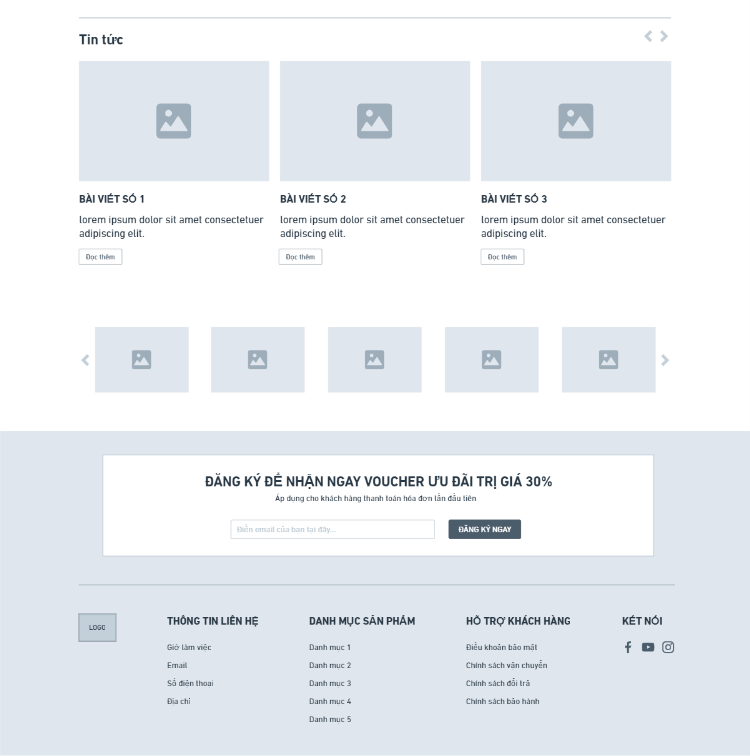 Tin tức
BÀI VIẾT SỐ 1
lorem ipsum dolor sit amet consectetuer
adipiscing elit.
Đọc thêm
BÀI VIẾT SỐ 2
lorem ipsum dolor sit amet consectetuer
adipiscing elit.
Đọc thêm
BÀI VIẾT SỐ 3
lorem ipsum dolor sit amet consectetuer
adipiscing elit.
Đọc thêm
ĐĂNG KÝ ĐỂ NHẬN NGAY VOUCHER ƯU ĐÃI TRỊ GIÁ 30%
Áp dụng cho khách hàng thanh toán hóa đơn lần đầu tiên
Điền email của bạn tại đây...
ĐĂNG KÝ NGAY
LOGO
THÔNG TIN LIÊN HỆ
Giờ làm việc
Email
Số điện thoại
Địa chỉ
DANH MỤC SẢN PHẨM
Danh mục 1
Danh mục 2
Danh mục 3
Danh mục 4
Danh mục 5
HỖ TRỢ KHÁCH HÀNG
Điều khoản bảo mật
Chính sách vận chuyển
Chính sách đổi trả
Chính sách bảo hành
KẾT NỐI